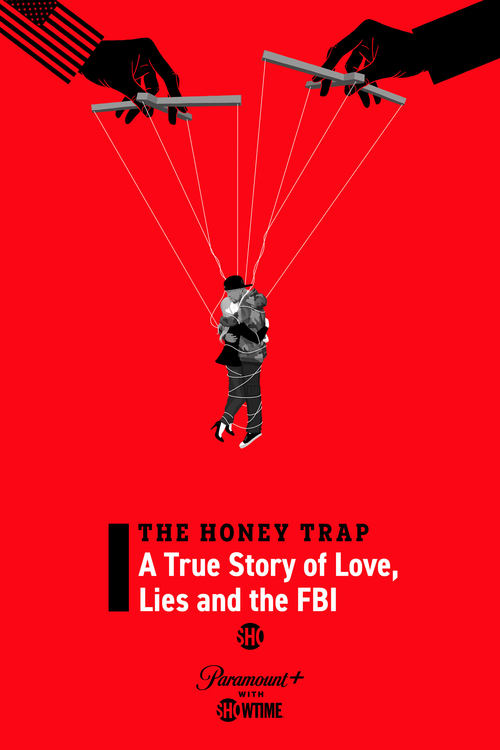 THE HONEY TRAP
A True Story of Love,
Lies and the FBI
SHO
Paramount+
WITH
SHOWTIME